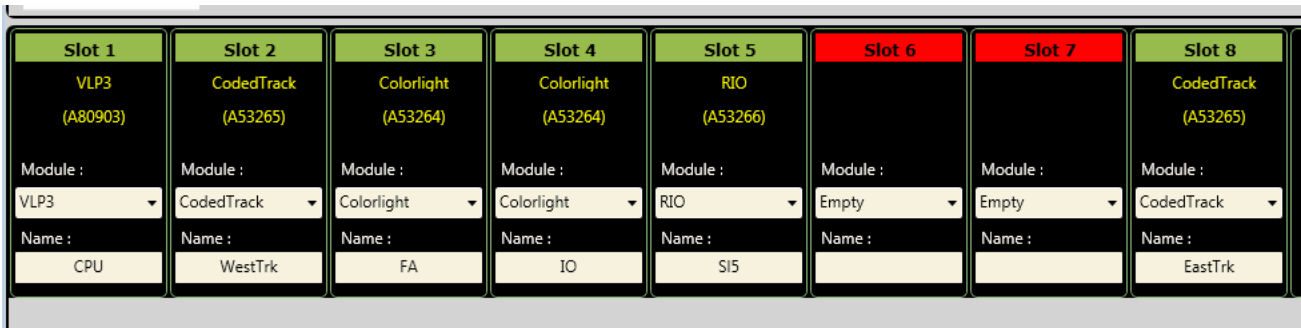 Slot 1 Slot 2 Slot 3 Slot 4 Slot 5 Slot 6 Slot 7 Slot 8
VLP3 CodedTrack Colorlight Colorlight RIO CodedTrack
(A80903) (A53265) (A53264) (A53264) (A53266) (A53265)
Module : Module : Module : Module : Module : Module : Module : Module :
VLP3 CodedTrack Colorlight Colorlight RIO Empty Empty CodedTrack
Name : Name : Name : Name : Name : Name : Name : Name :
CPU WestTrk FA IO SI5 EastTrk